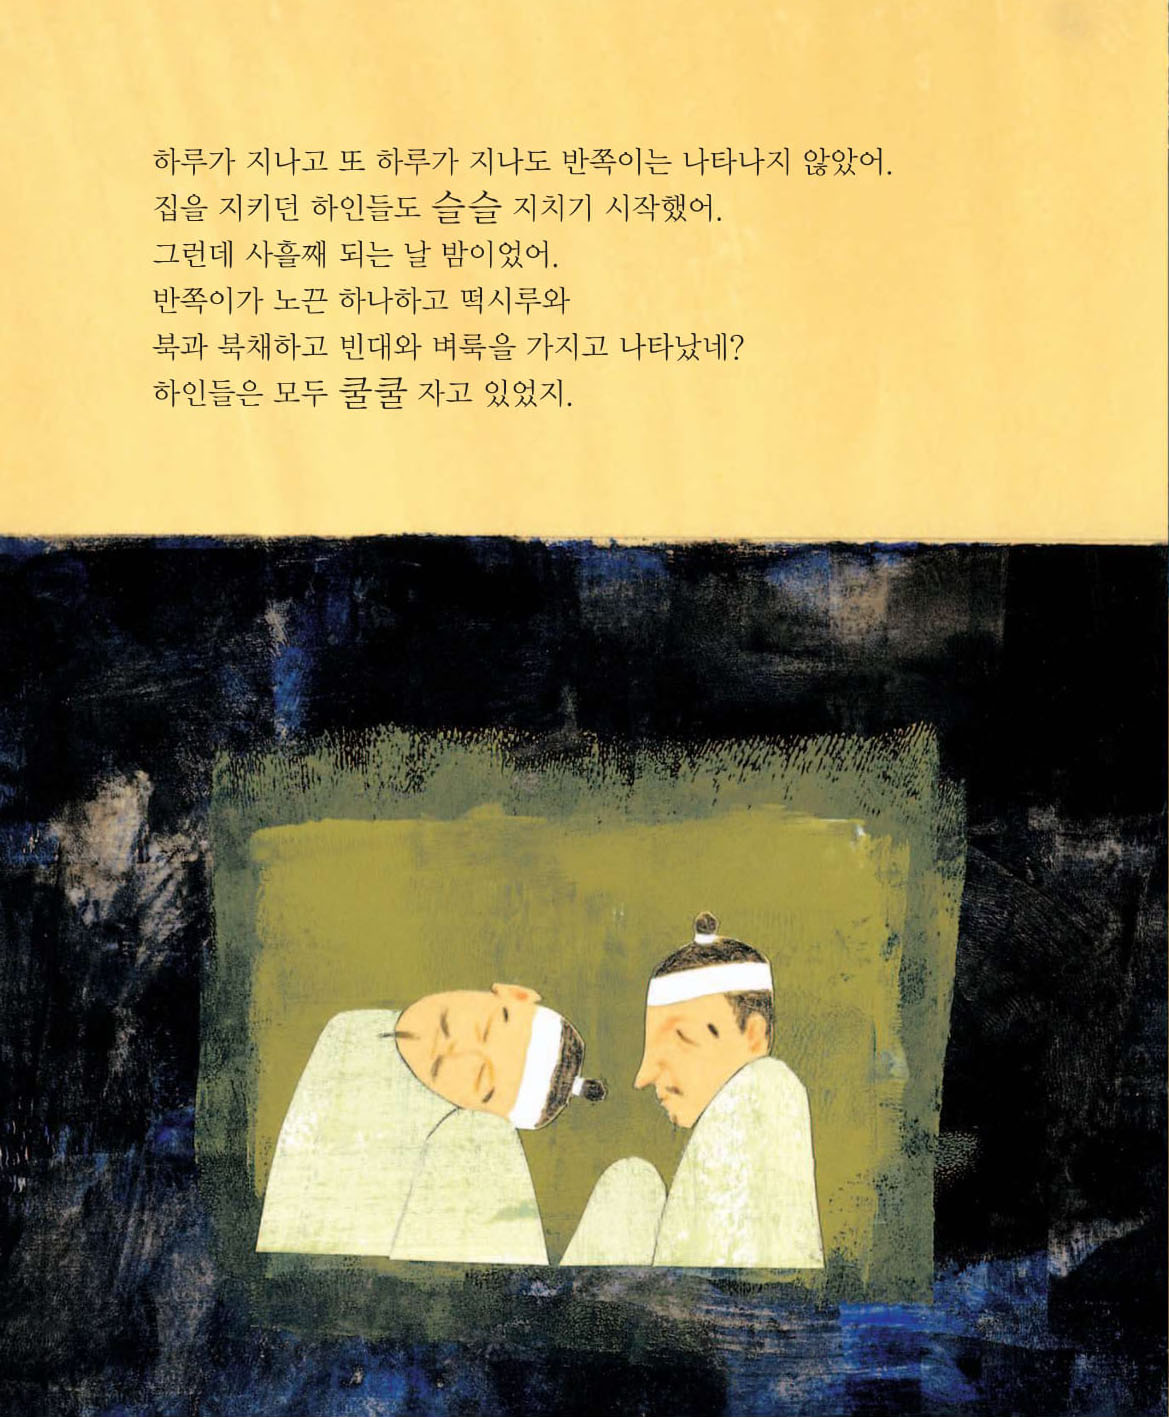 하루가 지나고 또 하루가 지나도 반쪽이는 나타나지 않았어.
집을 지키던 하인들도 슬슬 지치기 시작했어.
그런데 사흘째 되는 날 밤이었어.
반쪽이가 노끈 하나하고 떡시루와
북과 북채하고 빈대와 벼룩을 가지고 나타났네?
하인들은 모두 쿨쿨 자고 있었지.